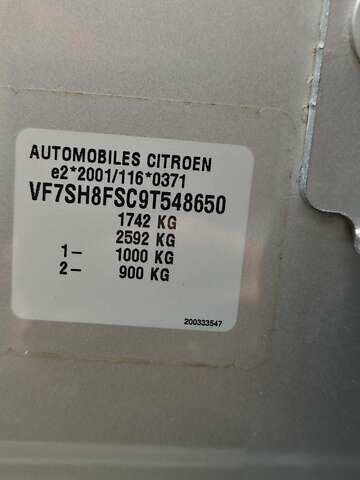 AUTOMOBILES CITROEN
e2*2001/116*0371
VF7SH8FSC9T548650
1742 KG
2592 KG
1- 1000 KG
2- 900 KG
200333547